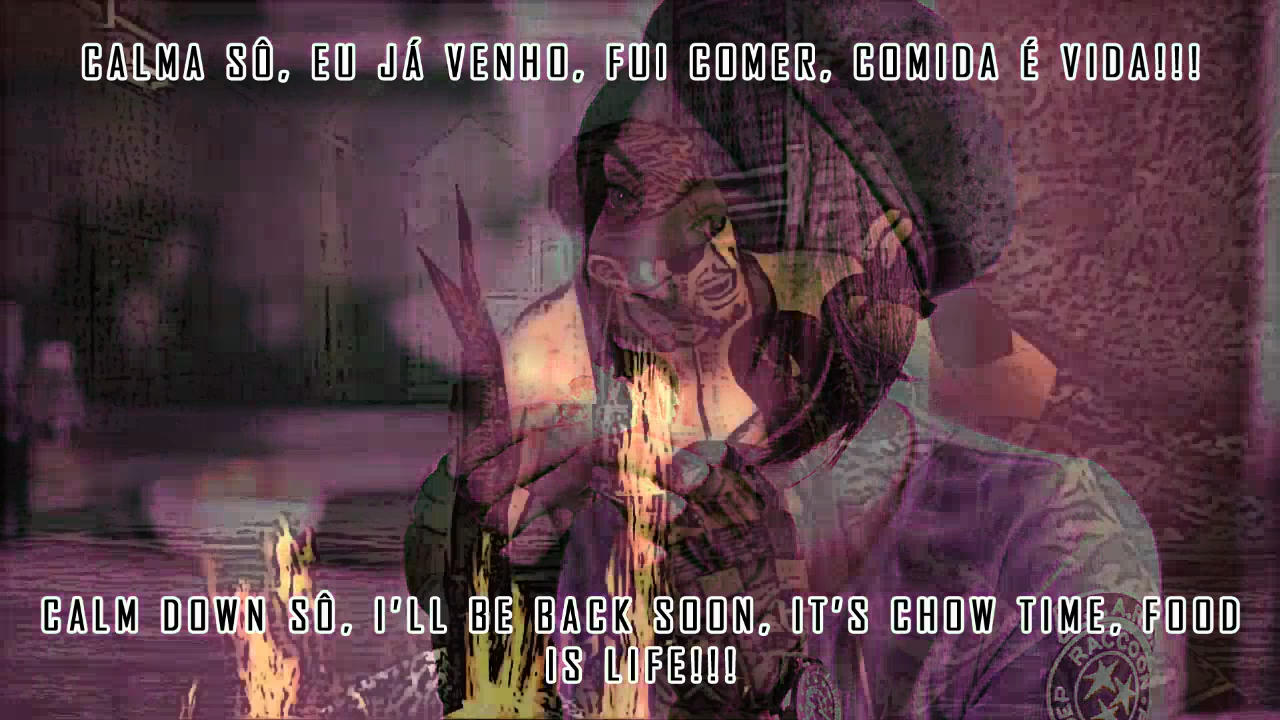 CALMA SÔ, EU JÁ VENHO, FUI COMER, COMIDA É VIDA!!!
CALM DOWN SÔ, I'LL BE BACK SOON, IT'S CHOW TIME, FOOD
IS LIFE!!!
RACCOON